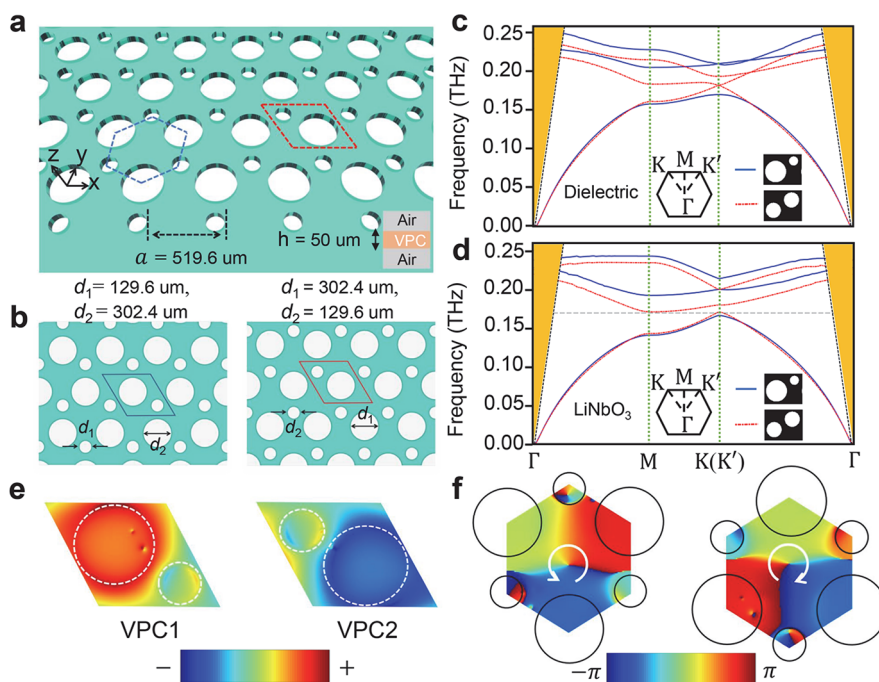 a
z
y
x
a = 519.6 um
h = 50 um
Air
VPC
Air
b
d₁ = 129.6 um,
d₂ = 302.4 um
d₁ = 302.4 um,
d₂ = 129.6 um
d₁
d₂
d₂
d₁
c
Frequency (THz)
0.25
0.20
0.15
0.10
0.05
0.00
Dielectric
K
M
K′
Γ
d
Frequency (THz)
0.25
0.20
0.15
0.10
0.05
0.00
LiNbO₃
K
M
K′
Γ
Γ
M
K(K′)
Γ
e
VPC1
VPC2
−
+
f
−π
π